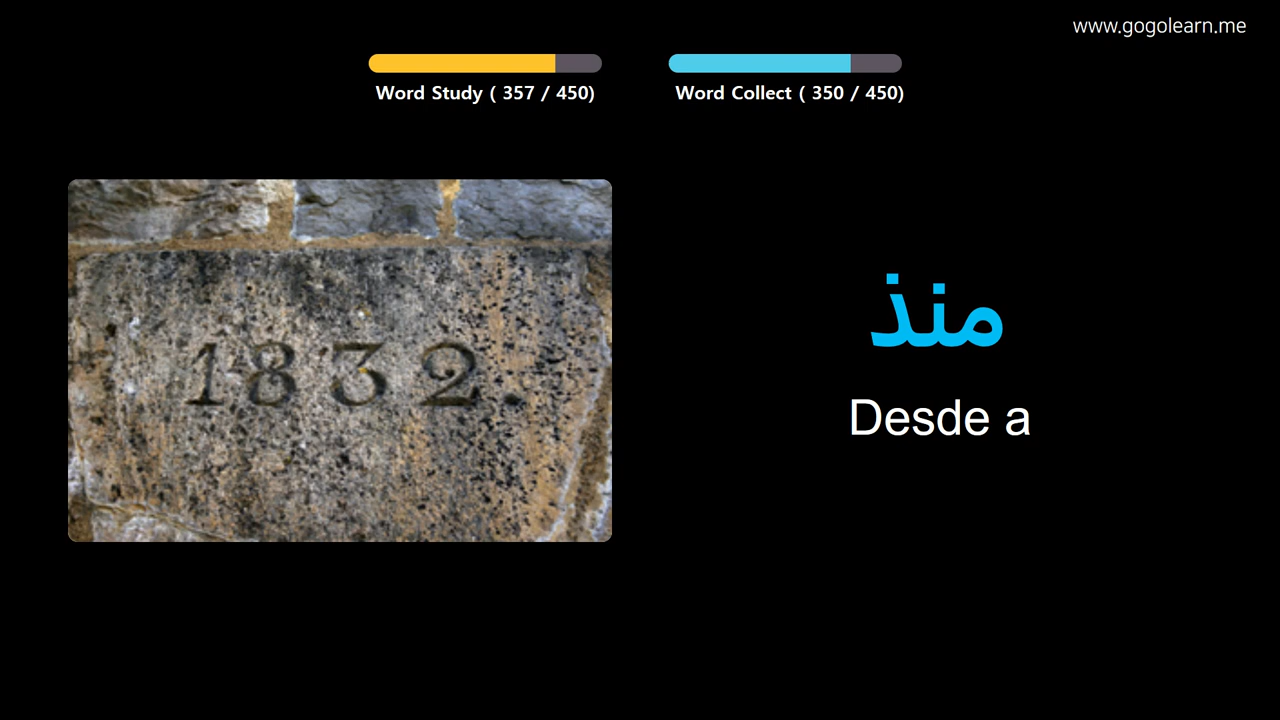 www.gogolearn.me
Word Study ( 357 / 450)
Word Collect ( 350 / 450)
1832.
منذ
Desde a